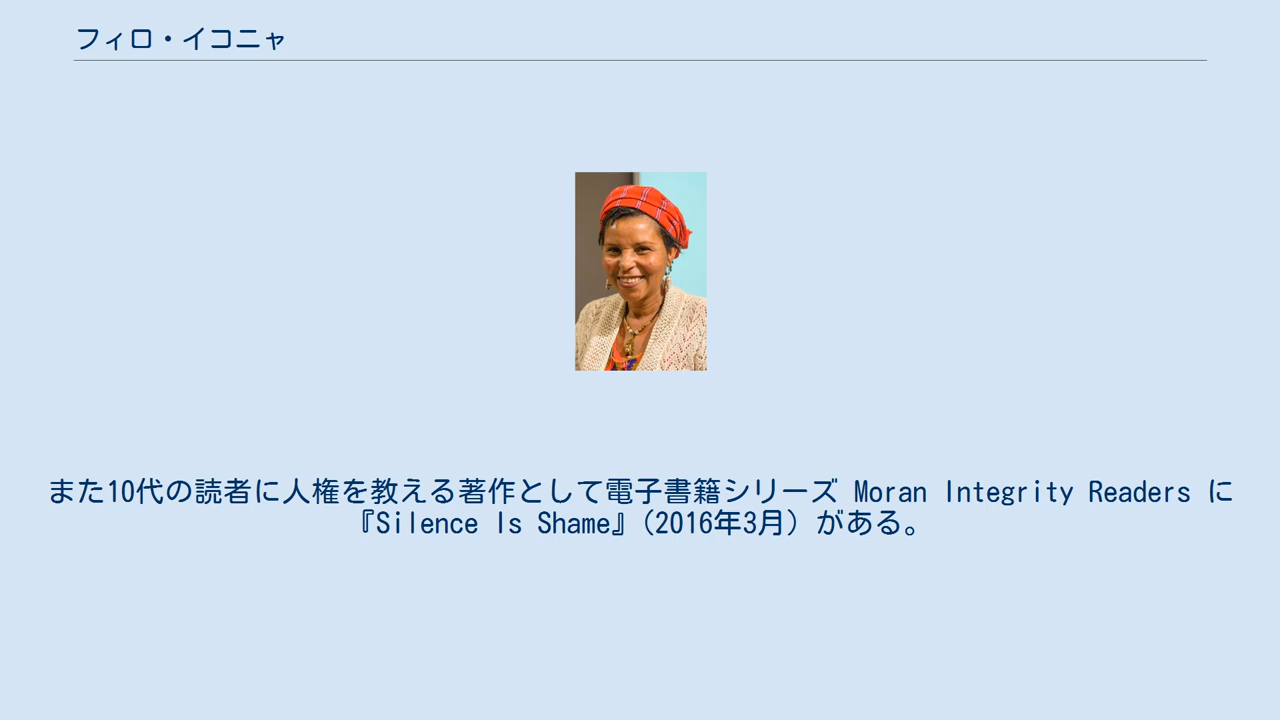 フィロ・イコニャ
また10代の読者に人権を教える著作として電子書籍シリーズ Moran Integrity Readers に
『Silence Is Shame』（2016年3月）がある。